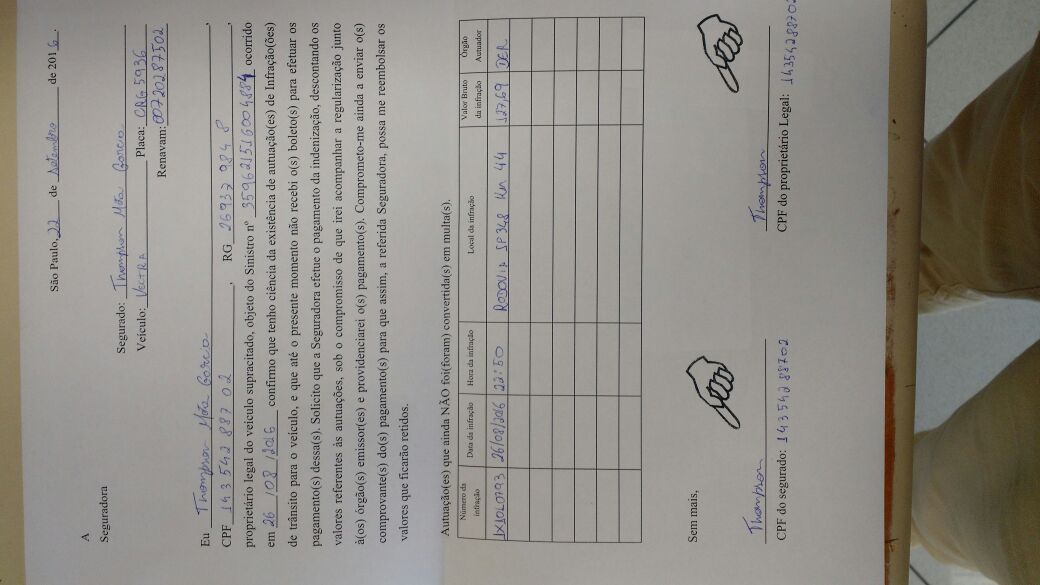 São Paulo, 22 de Setembro de 2016.
A
Seguradora
Segurado: Thompson Mota Garcia
Veículo: VECTRA Placa: CRG 5936
Renavam: 00720287502
Eu Thompson Mota Garcia,
CPF 143 542 887 02, RG 26937 984 8,
proprietário legal do veículo supracitado, objeto do Sinistro nº 359621516004884 ocorrido
em 26/08/2016 confirmo que tenho ciência da existência de autuação(es) de Infração(ões)
de trânsito para o veículo, e que até o presente momento não recebi o(s) boleto(s) para efetuar os
pagamento(s) dessa(s). Solicito que a Seguradora efetue o pagamento da indenização, descontando os
valores referentes às autuações, sob o compromisso de que irei acompanhar a regularização junto
à(os) órgão(s) emissor(es) e providenciarei o(s) pagamento(s). Comprometo-me ainda a enviar o(s)
comprovante(s) do(s) pagamento(s) para que assim, a referida Seguradora, possa me reembolsar os
valores que ficarão retidos.
Autuação(es) que ainda NÃO foi(foram) convertida(s) em multa(s).
Número da infração Data da infração Hora da infração Local da infração Valor Bruto da infração Órgão Autuador
1X10L0793 26/08/2016 22:50 RODOVIA SP348 Km 44 127,69 DER
Sem mais,
Thompson Thompson
CPF do segurado: 14354288702 CPF do proprietário Legal: 14354288702